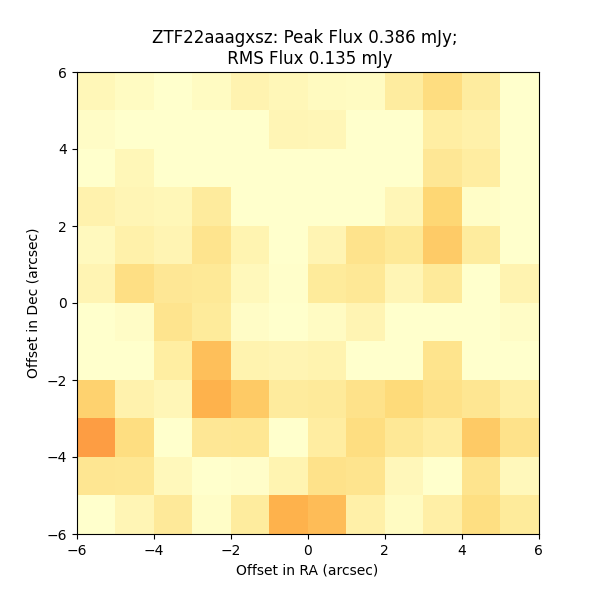 ZTF22aaagxsz: Peak Flux 0.386 mJy;
RMS Flux 0.135 mJy
6
4
2
0
−2
−4
−6
Offset in Dec (arcsec)
−6 −4 −2 0 2 4 6
Offset in RA (arcsec)